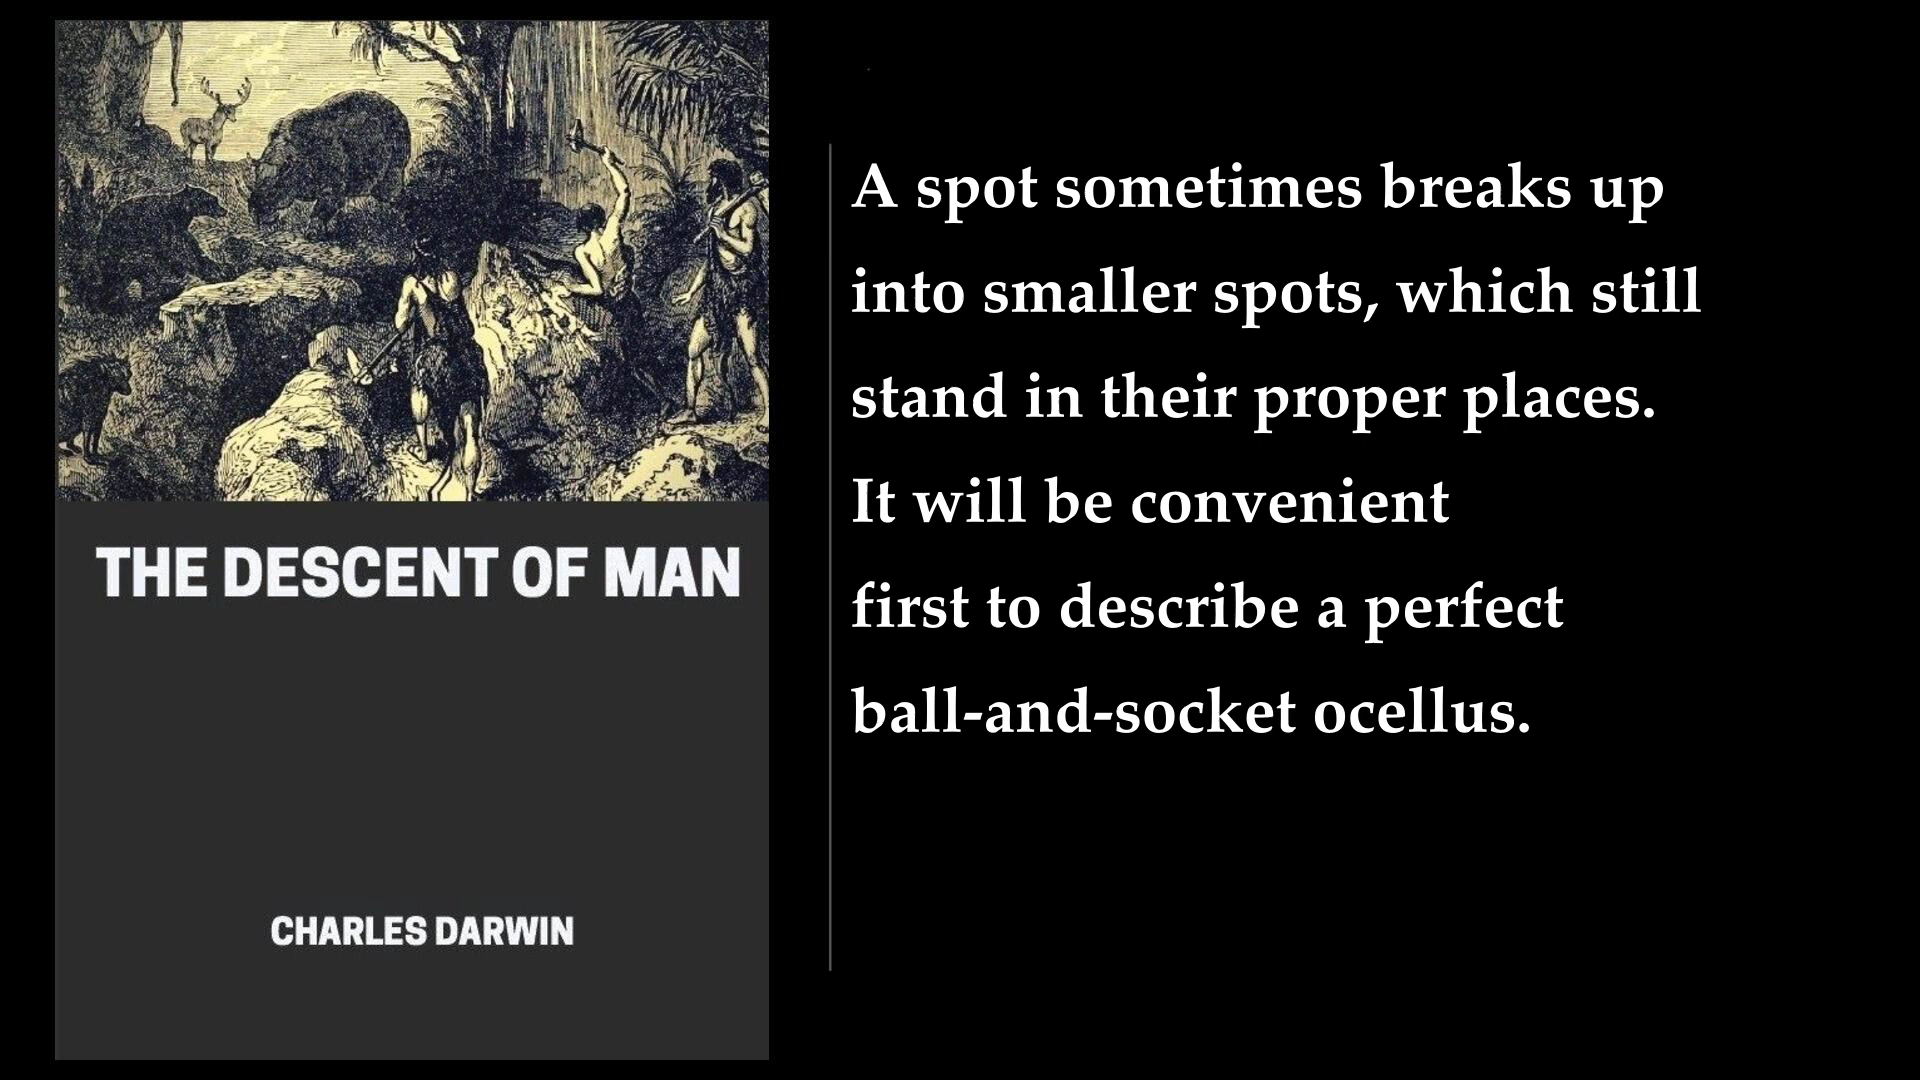 THE DESCENT OF MAN
CHARLES DARWIN
A spot sometimes breaks up
into smaller spots, which still
stand in their proper places.
It will be convenient
first to describe a perfect
ball-and-socket ocellus.